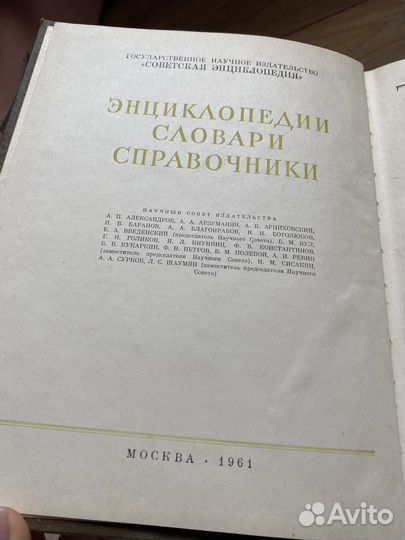 ГОСУДАРСТВЕННОЕ НАУЧНОЕ ИЗДАТЕЛЬСТВО
«СОВЕТСКАЯ ЭНЦИКЛОПЕДИЯ»
ЭНЦИКЛОПЕДИИ
СЛОВАРИ
СПРАВОЧНИКИ
НАУЧНЫЙ СОВЕТ ИЗДАТЕЛЬСТВА
А. П. АЛЕКСАНДРОВ, А. А. АРЗУМАНЯН, А. В. АРЦИХОВСКИЙ,
Н. В. БАРАНОВ, А. А. БЛАГОНРАВОВ, Н. Н. БОГОЛЮБОВ,
Б. А. ВВЕДЕНСКИЙ (председатель Научного Совета), Б. М. ВУЛ,
Г. Н. ГОЛИКОВ, И. Л. КНУНЯНЦ, Ф. В. КОНСТАНТИНОВ,
Б. В. КУКАРКИН, Ф. Н. ПЕТРОВ, В. М. ПОЛЕВОЙ, А. И. РЕВИН
(заместитель председателя Научного Совета), Н. М. СИСАКЯН,
А. А. СУРКОВ, Л. С. ШАУМЯН (заместитель председателя Научного
Совета)
МОСКВА · 1961
Avito